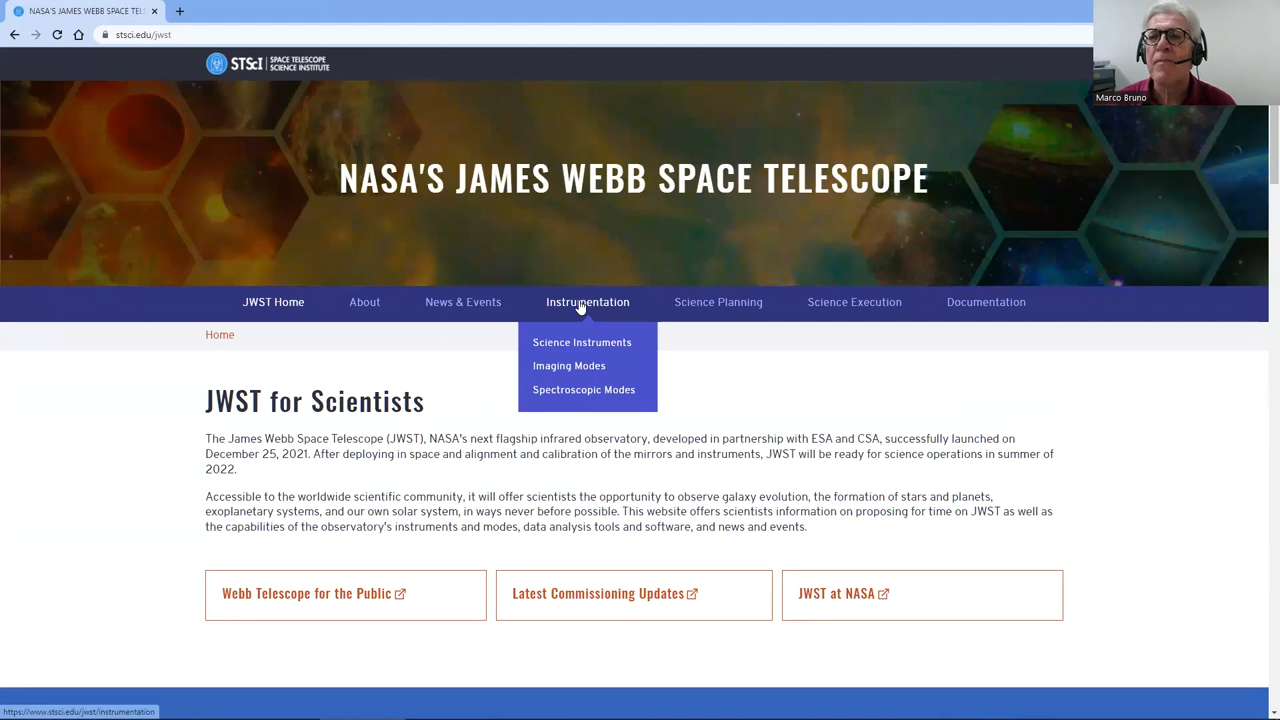 NASA'S JAMES WEBB SPACE TEL
stsci.edu/jwst
Marco Bruno
STScI | SPACE TELESCOPE
SCIENCE INSTITUTE
NASA'S JAMES WEBB SPACE TELESCOPE
JWST Home About News & Events Instrumentation Science Planning Science Execution Documentation
Home
Science Instruments
Imaging Modes
Spectroscopic Modes
JWST for Scientists
The James Webb Space Telescope (JWST), NASA's next flagship infrared observatory, developed in partnership with ESA and CSA, successfully launched on
December 25, 2021. After deploying in space and alignment and calibration of the mirrors and instruments, JWST will be ready for science operations in summer of
2022.
Accessible to the worldwide scientific community, it will offer scientists the opportunity to observe galaxy evolution, the formation of stars and planets,
exoplanetary systems, and our own solar system, in ways never before possible. This website offers scientists information on proposing for time on JWST as well as
the capabilities of the observatory's instruments and modes, data analysis tools and software, and news and events.
Webb Telescope for the Public
Latest Commissioning Updates
JWST at NASA
https://www.stsci.edu/jwst/instrumentation